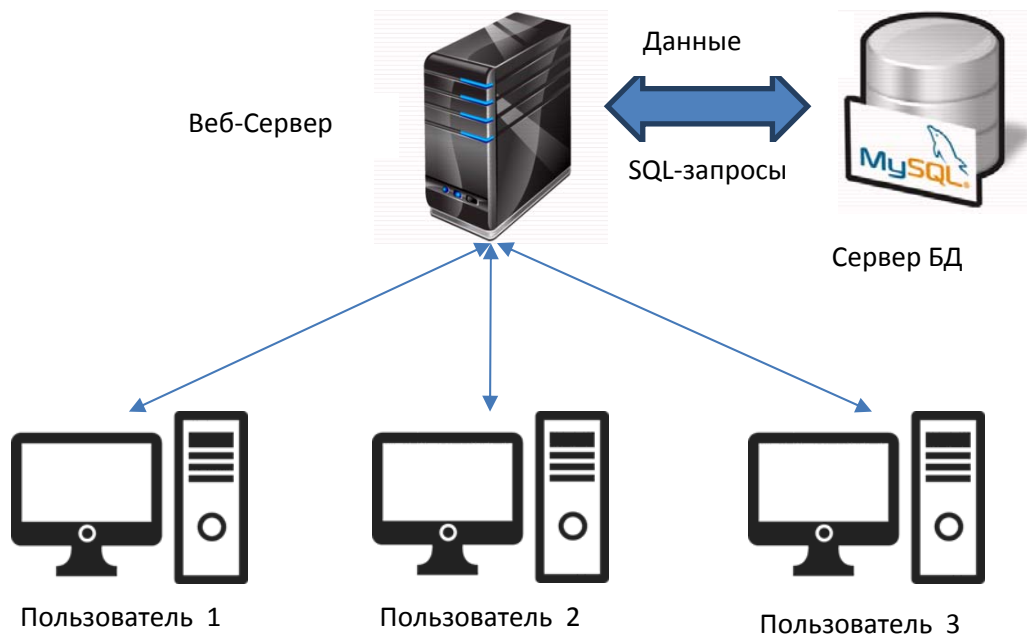 Данные
Веб-Сервер
SQL-запросы
MySQL
Сервер БД
Пользователь 1
Пользователь 2
Пользователь 3